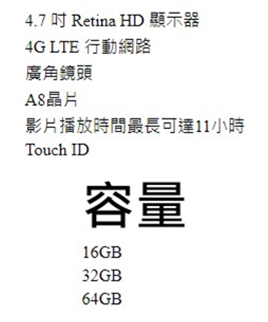 4.7 吋 Retina HD 顯示器
4G LTE 行動網路
廣角鏡頭
A8晶片
影片播放時間最長可達11小時
Touch ID
容量
16GB
32GB
64GB